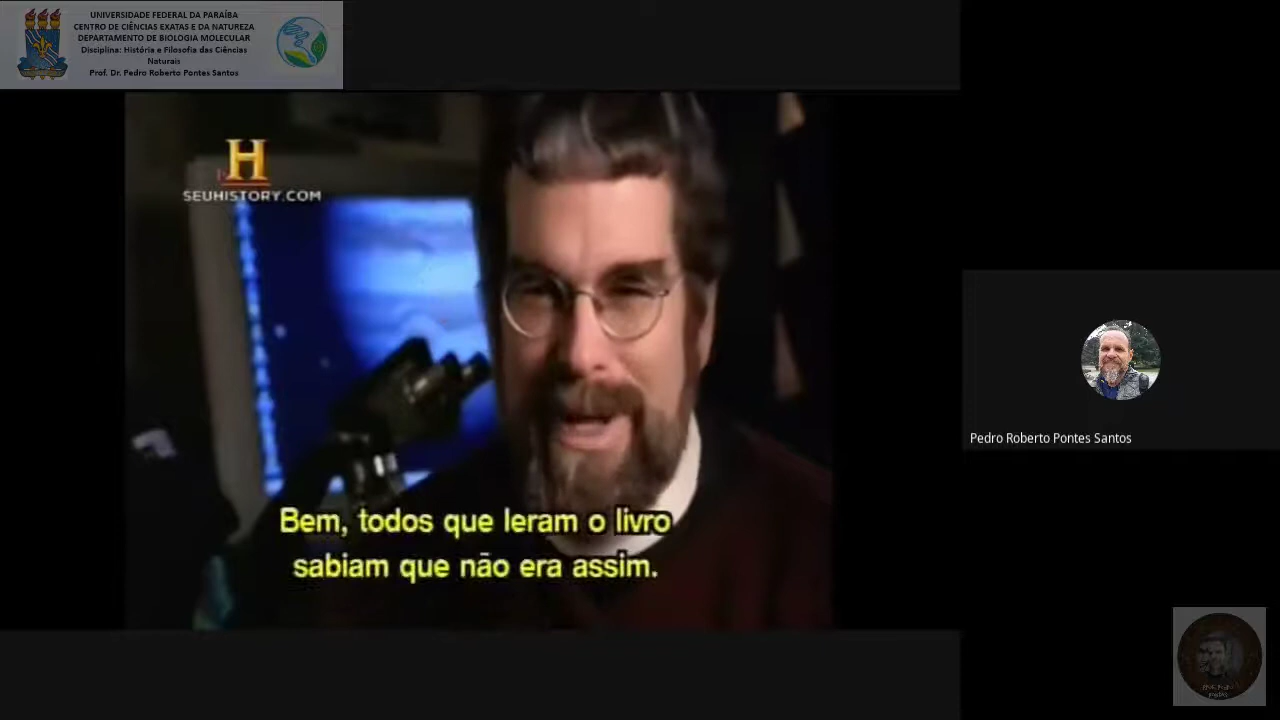 UNIVERSIDADE FEDERAL DA PARAÍBA
CENTRO DE CIÊNCIAS EXATAS E DA NATUREZA
DEPARTAMENTO DE BIOLOGIA MOLECULAR
Disciplina: História e Filosofia das Ciências
Naturais
Prof. Dr. Pedro Roberto Pontes Santos
H
SEUHISTORY.COM
Bem, todos que leram o livro
sabiam que não era assim.
Pedro Roberto Pontes Santos